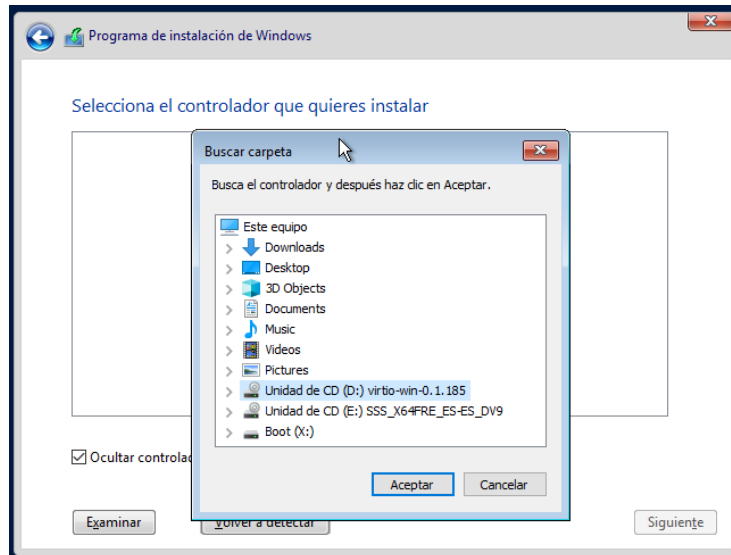 Programa de instalación de Windows
Selecciona el controlador que quieres instalar
Buscar carpeta
Busca el controlador y después haz clic en Aceptar.
Este equipo
Downloads
Desktop
3D Objects
Documents
Music
Videos
Pictures
Unidad de CD (D:) virtio-win-0.1.185
Unidad de CD (E:) SSS_X64FRE_ES-ES_DV9
Boot (X:)
Ocultar controlad
Aceptar Cancelar
Examinar Volver a detectar Siguiente